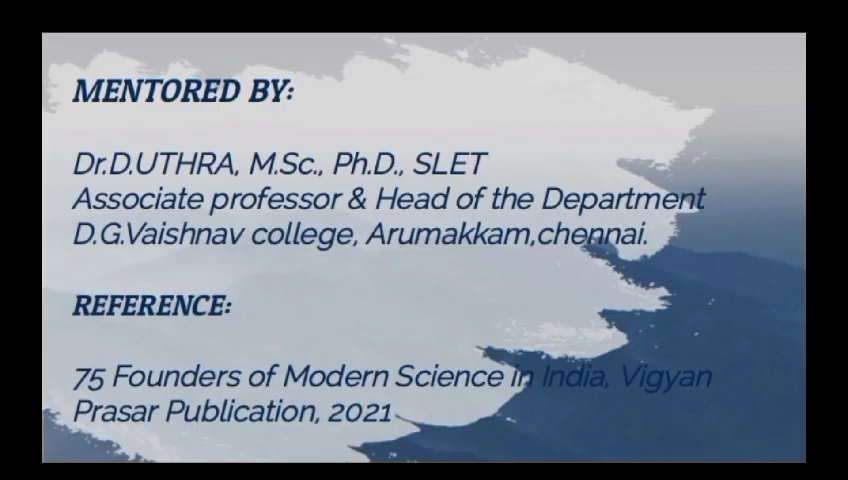 MENTORED BY:
Dr.D.UTHRA, M.Sc., Ph.D., SLET
Associate professor & Head of the Department
D.G.Vaishnav college, Arumakkam,chennai.
REFERENCE:
75 Founders of Modern Science in India, Vigyan
Prasar Publication, 2021